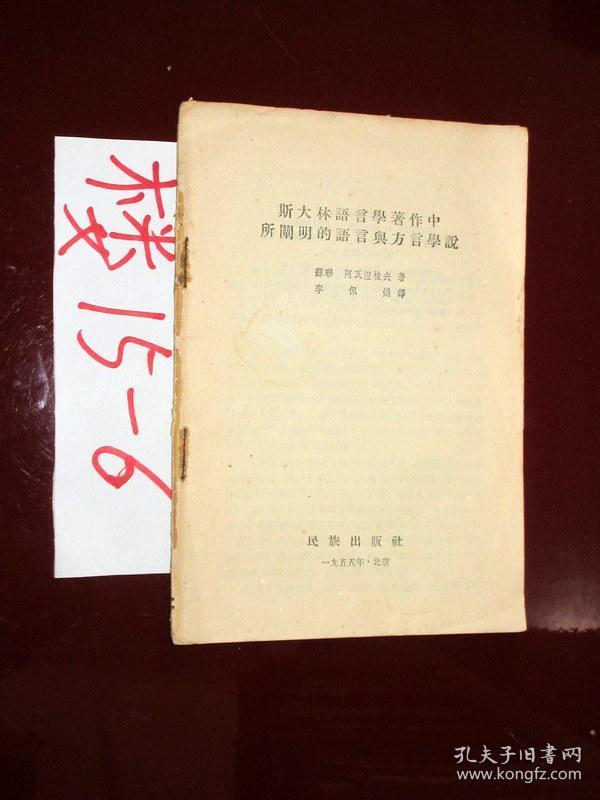 斯大林語言學著作中
所闡明的語言與方言學說
蘇聯 阿瓦涅梭夫 著
李佩娟 譯
民族出版社
一九五五年·北京
楼15-6
孔夫子旧书网
www.kongfz.com